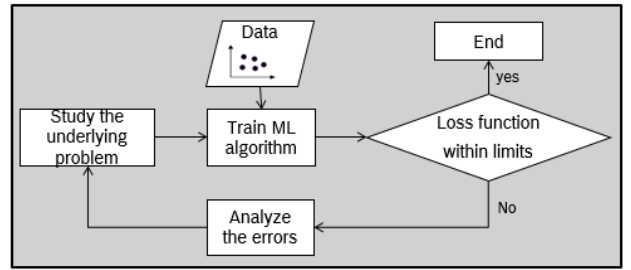 Data
End
yes
Study the
underlying
problem
Train ML
algorithm
Loss function
within limits
No
Analyze
the errors